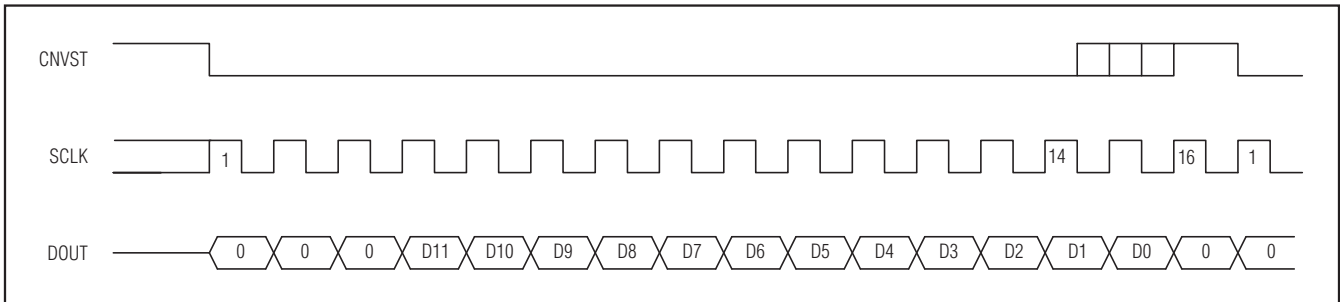 CNVST
SCLK 1 14 16 1
DOUT 0 0 0 D11 D10 D9 D8 D7 D6 D5 D4 D3 D2 D1 D0 0 0